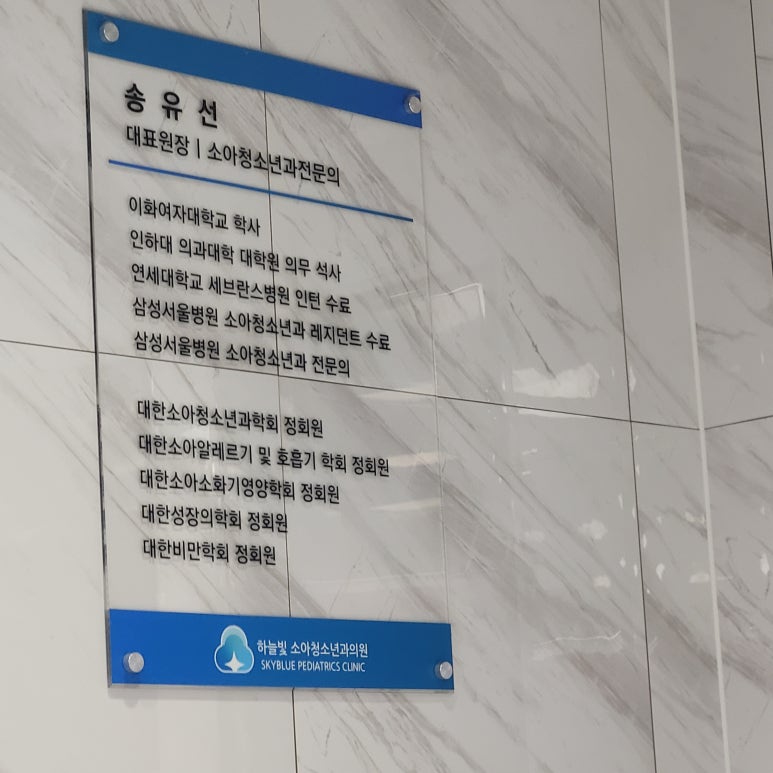 송유선
대표원장 | 소아청소년과전문의
이화여자대학교 학사
인하대 의과대학 대학원 의무 석사
연세대학교 세브란스병원 인턴 수료
삼성서울병원 소아청소년과 레지던트 수료
삼성서울병원 소아청소년과 전문의
대한소아청소년과학회 정회원
대한소아알레르기 및 호흡기 학회 정회원
대한소아소화기영양학회 정회원
대한성장의학회 정회원
대한비만학회 정회원
하늘빛 소아청소년과의원
SKYBLUE PEDIATRICS CLINIC